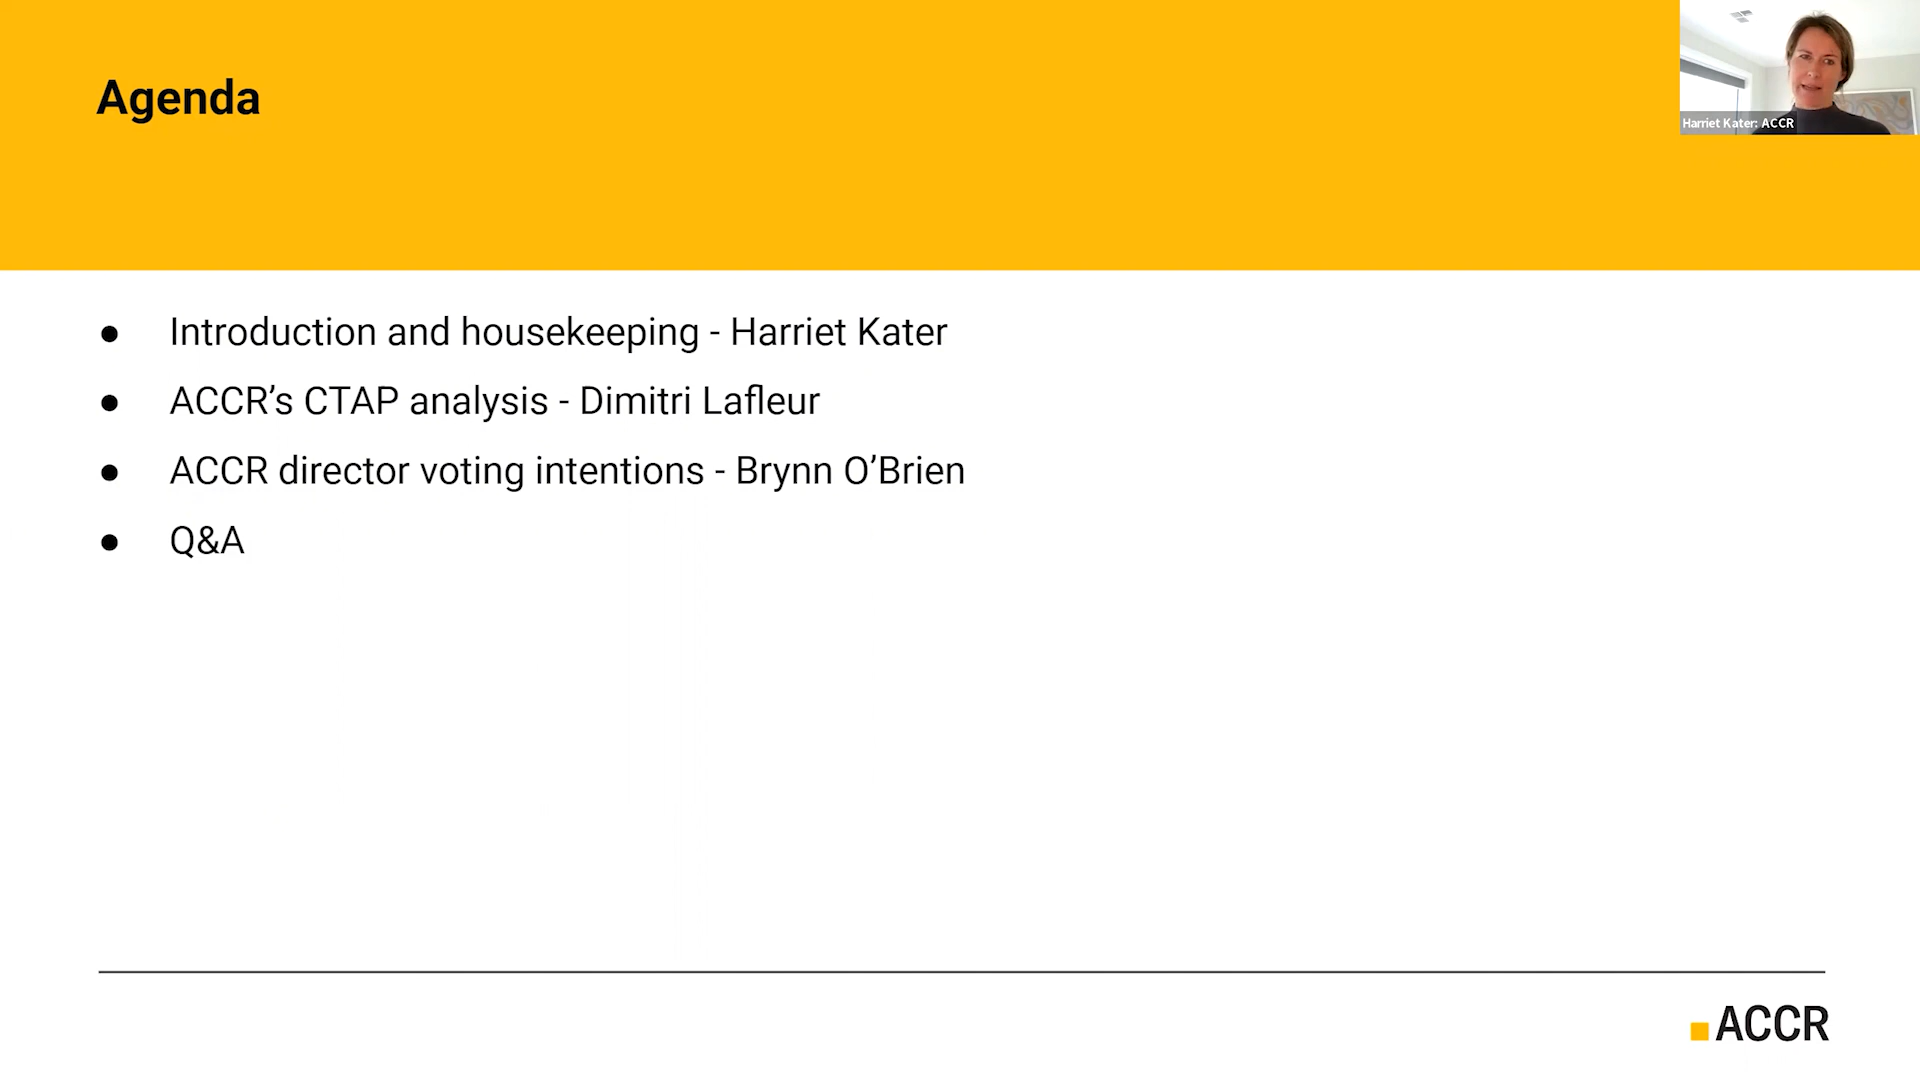 Agenda
Harriet Kater: ACCR
● Introduction and housekeeping - Harriet Kater
● ACCR’s CTAP analysis - Dimitri Lafleur
● ACCR director voting intentions - Brynn O’Brien
● Q&A
ACCR